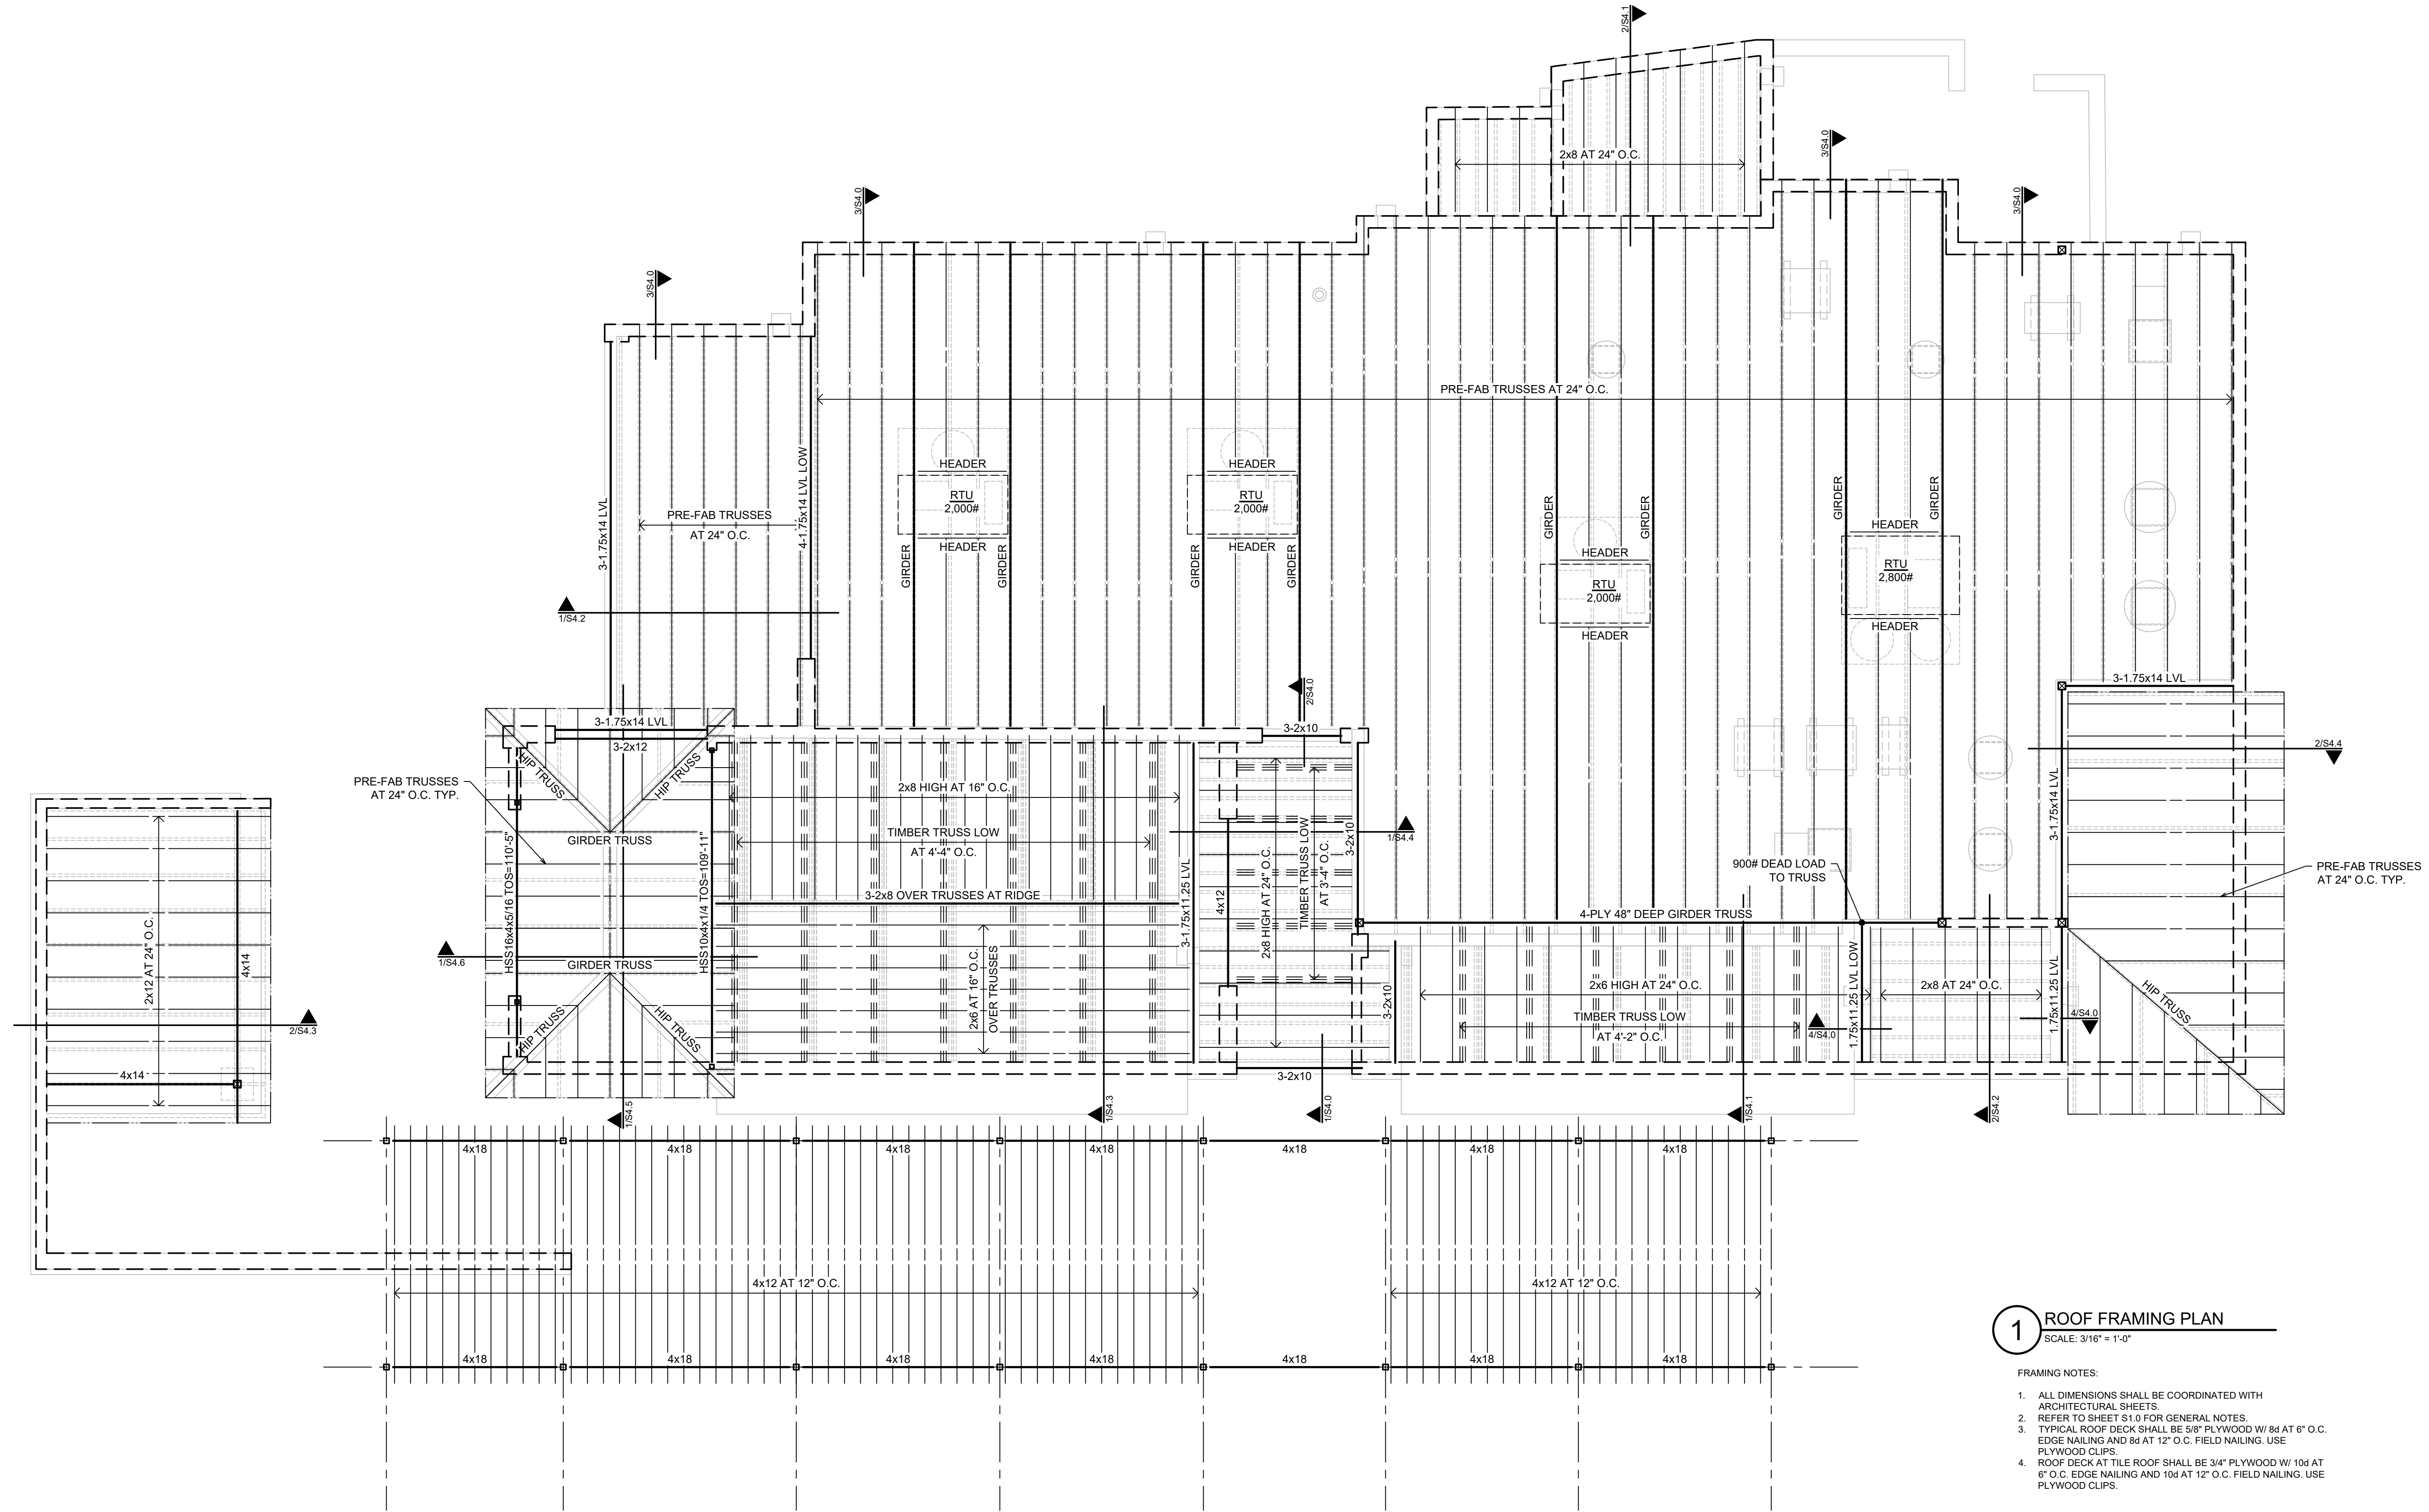 2/S4.1
3/S4.0
2x8 AT 24" O.C.
3/S4.0
3/S4.0
3/S4.0
PRE-FAB TRUSSES AT 24" O.C.
HEADER
RTU
2,000#
HEADER
GIRDER
GIRDER
HEADER
RTU
2,000#
HEADER
GIRDER
GIRDER
GIRDER
GIRDER
HEADER
RTU
2,000#
HEADER
GIRDER
GIRDER
HEADER
RTU
2,800#
HEADER
3-1.75x14 LVL
PRE-FAB TRUSSES
AT 24" O.C.
4-1.75x14 LVL LOW
1/S4.2
2/S4.0
3-1.75x14 LVL
3-1.75x14 LVL
3-2x12
3-2x10
2/S4.4
HIP TRUSS
HIP TRUSS
PRE-FAB TRUSSES
AT 24" O.C. TYP.
2x8 HIGH AT 16" O.C.
TIMBER TRUSS LOW
AT 4'-4" O.C.
GIRDER TRUSS
HSS16x4x5/16 TOS=110'-5"
HSS10x4x1/4 TOS=109'-11"
3-2x8 OVER TRUSSES AT RIDGE
3-1.75x11.25 LVL
4x12
2x8 HIGH AT 24" O.C.
TIMBER TRUSS LOW
AT 3'-4" O.C.
3-2x10
1/S4.4
3-1.75x14 LVL
900# DEAD LOAD
TO TRUSS
PRE-FAB TRUSSES
AT 24" O.C. TYP.
4-PLY 48" DEEP GIRDER TRUSS
2x12 AT 24" O.C.
4x14
4x14
2/S4.3
1/S4.6
GIRDER TRUSS
HIP TRUSS
HIP TRUSS
2x6 AT 16" O.C.
OVER TRUSSES
3-2x10
3-2x10
2x6 HIGH AT 24" O.C.
TIMBER TRUSS LOW
AT 4'-2" O.C.
4/S4.0
1.75x11.25 LVL LOW
2x8 AT 24" O.C.
1.75x11.25 LVL
4/S4.0
HIP TRUSS
1/S4.5
1/S4.3
1/S4.0
1/S4.1
2/S4.2
4x18
4x18
4x18
4x18
4x18
4x18
4x18
4x12 AT 12" O.C.
4x12 AT 12" O.C.
4x18
4x18
4x18
4x18
4x18
4x18
4x18
1
ROOF FRAMING PLAN
SCALE: 3/16" = 1'-0"
FRAMING NOTES:
1. ALL DIMENSIONS SHALL BE COORDINATED WITH
ARCHITECTURAL SHEETS.
2. REFER TO SHEET S1.0 FOR GENERAL NOTES.
3. TYPICAL ROOF DECK SHALL BE 5/8" PLYWOOD W/ 8d AT 6" O.C.
EDGE NAILING AND 8d AT 12" O.C. FIELD NAILING. USE
PLYWOOD CLIPS.
4. ROOF DECK AT TILE ROOF SHALL BE 3/4" PLYWOOD W/ 10d AT
6" O.C. EDGE NAILING AND 10d AT 12" O.C. FIELD NAILING. USE
PLYWOOD CLIPS.